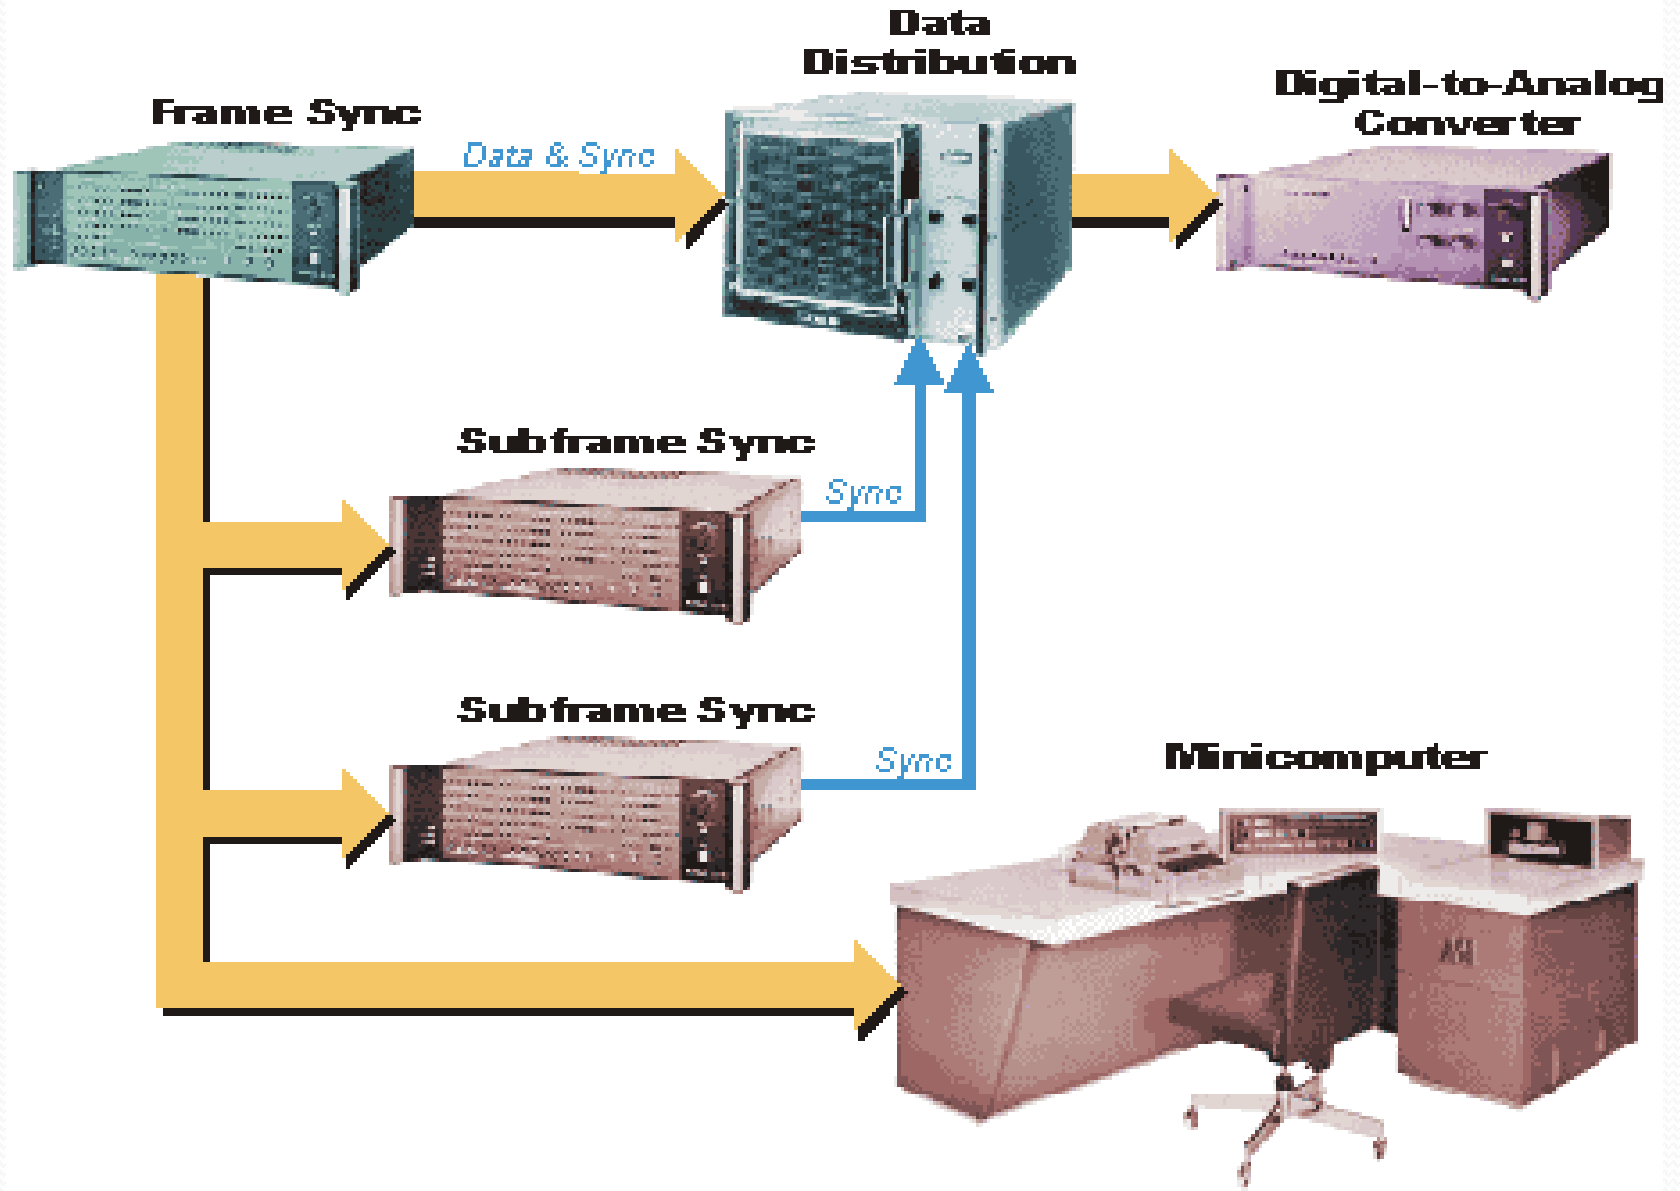 Data
Distribution
Digital-to-Analog
Converter
Frame Sync
Data & Sync
Subframe Sync
Sync
Subframe Sync
Sync
Minicomputer